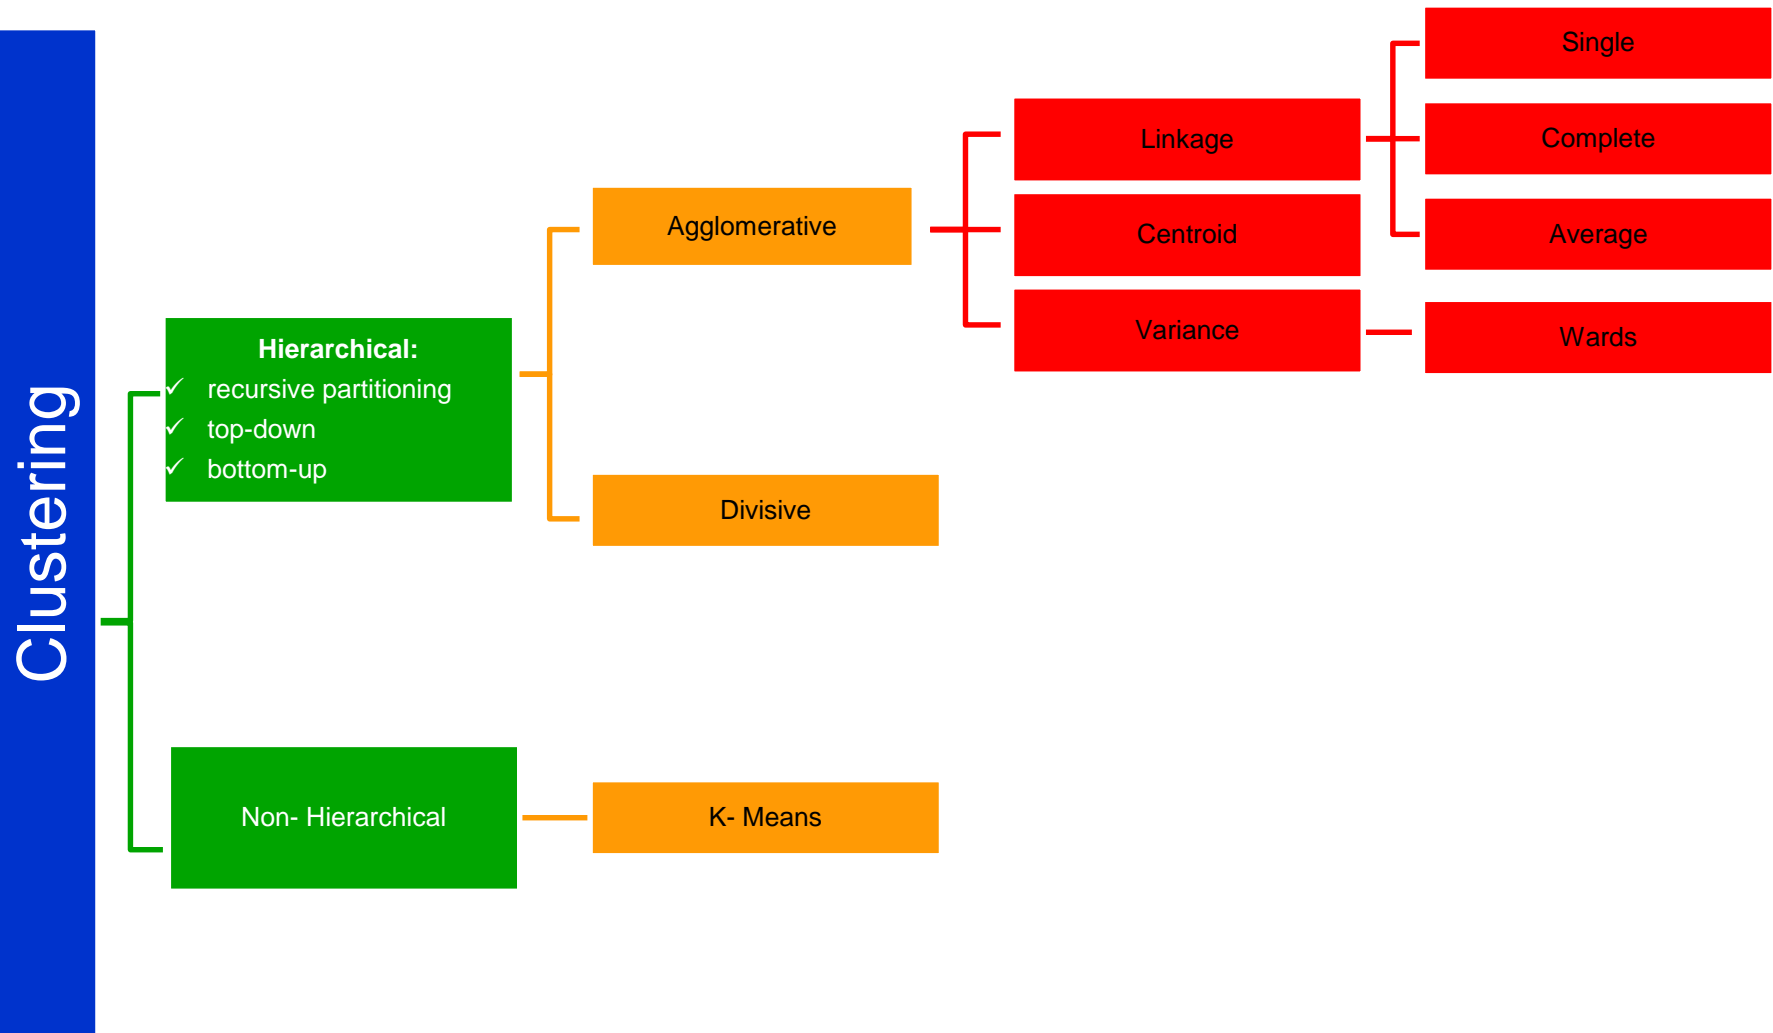 Clustering
Hierarchical:
✓ recursive partitioning
✓ top-down
✓ bottom-up
Non- Hierarchical
Agglomerative
Divisive
K- Means
Linkage
Centroid
Variance
Single
Complete
Average
Wards